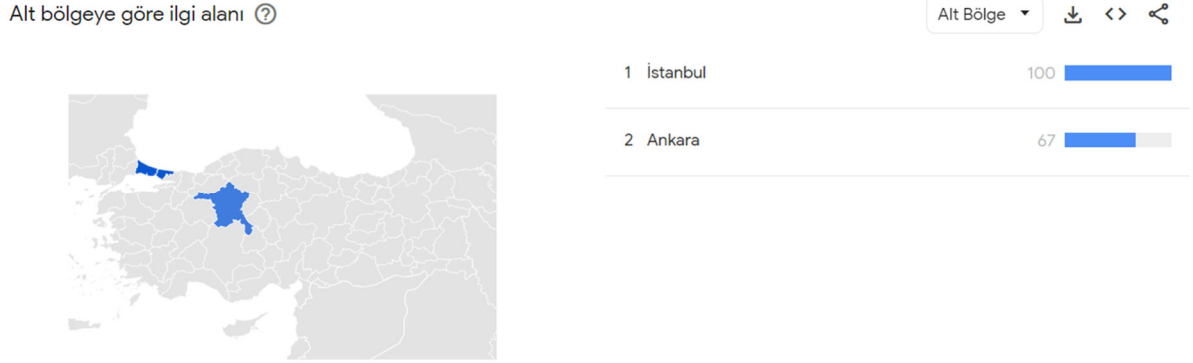 Alt bölgeye göre ilgi alanı ?
Alt Bölge
1 İstanbul 100
2 Ankara 67